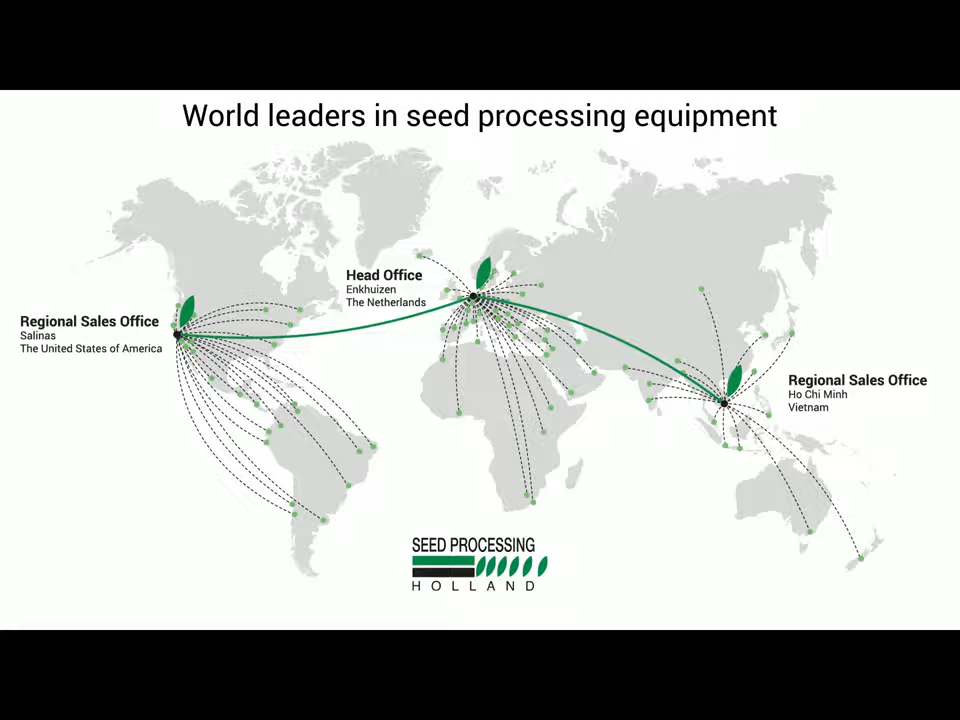 World leaders in seed processing equipment
Head Office
Enkhuizen
The Netherlands
Regional Sales Office
Salinas
The United States of America
Regional Sales Office
Ho Chi Minh
Vietnam
SEED PROCESSING
HOLLAND